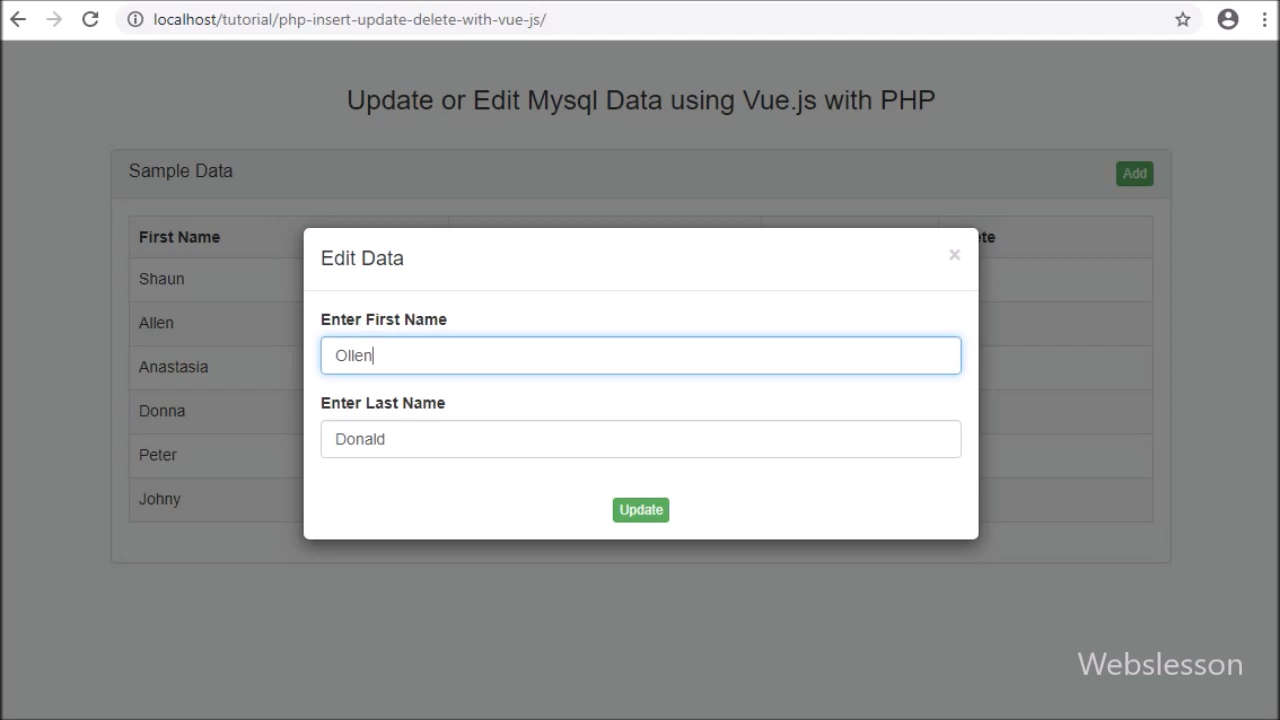 localhost/tutorial/php-insert-update-delete-with-vue-js/
Update or Edit Mysql Data using Vue.js with PHP
Sample Data
Add
First Name
ete
Shaun
Allen
Anastasia
Donna
Peter
Johny
Edit Data
×
Enter First Name
Ollen
Enter Last Name
Donald
Update
Webslesson